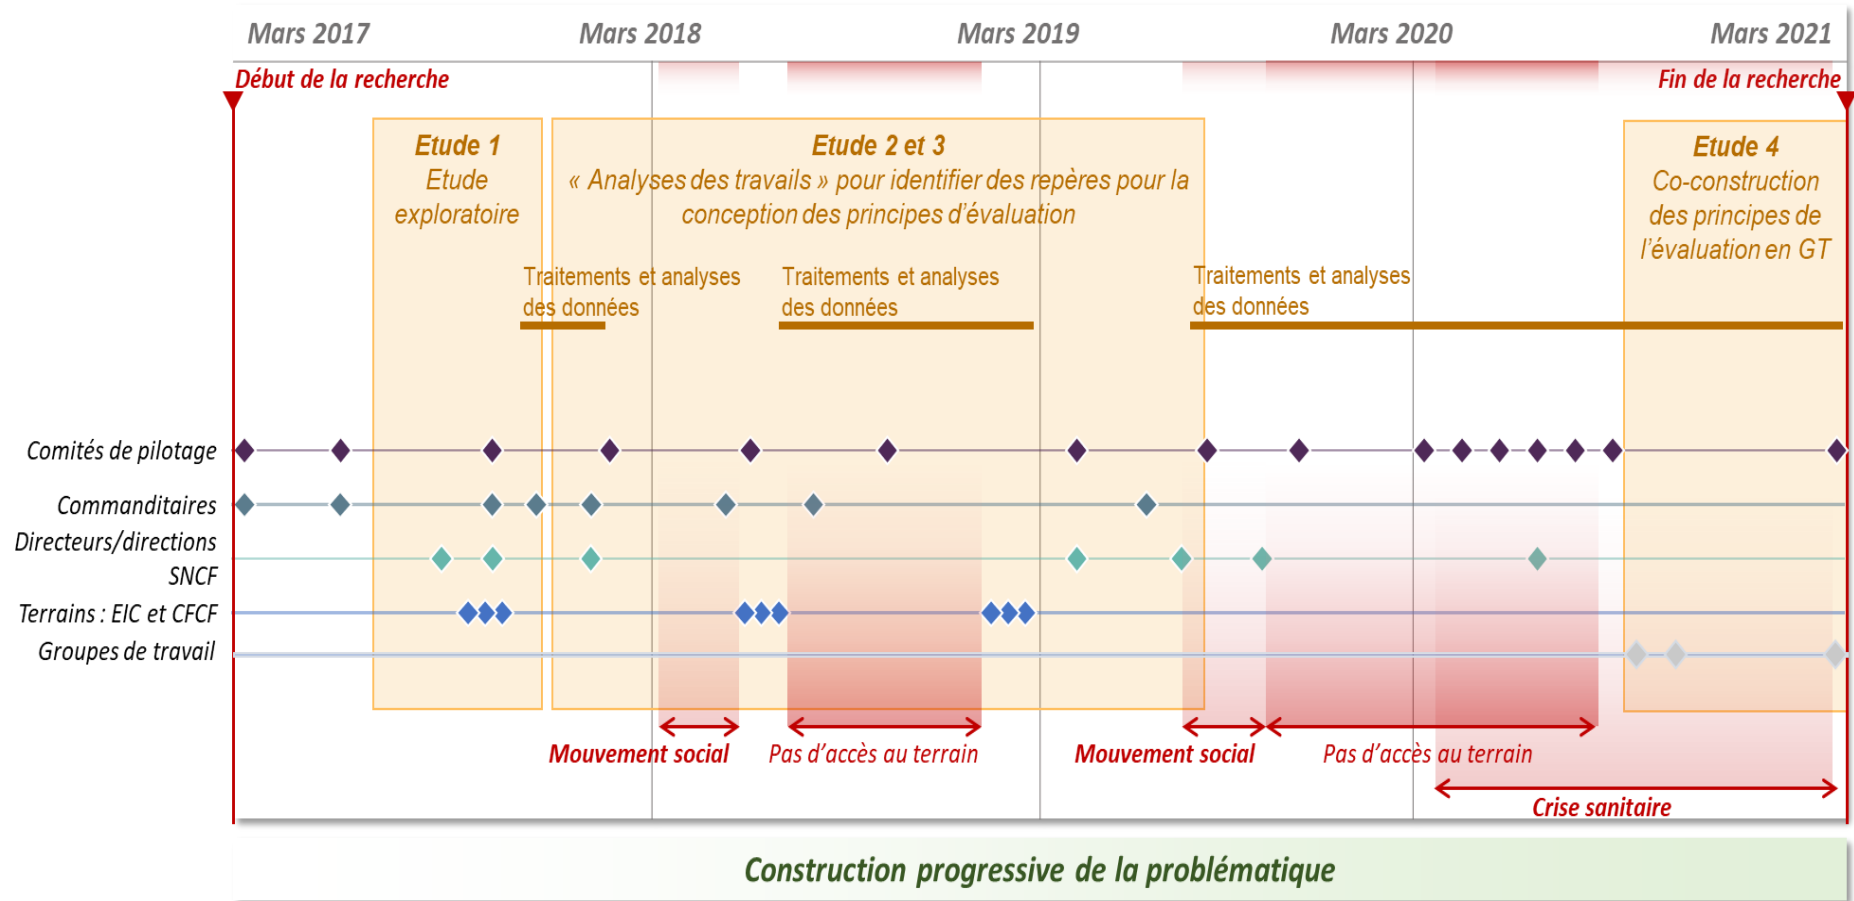 Mars 2017
Mars 2018
Mars 2019
Mars 2020
Mars 2021
Début de la recherche
Fin de la recherche
Etude 1
Etude
exploratoire
Etude 2 et 3
« Analyses des travails » pour identifier des repères pour la
conception des principes d’évaluation
Etude 4
Co-construction
des principes de
l’évaluation en GT
Traitements et analyses
des données
Traitements et analyses
des données
Traitements et analyses
des données
Comités de pilotage
Commanditaires
Directeurs/directions
SNCF
Terrains : EIC et CFCF
Groupes de travail
Mouvement social
Pas d’accès au terrain
Mouvement social
Pas d’accès au terrain
Crise sanitaire
Construction progressive de la problématique